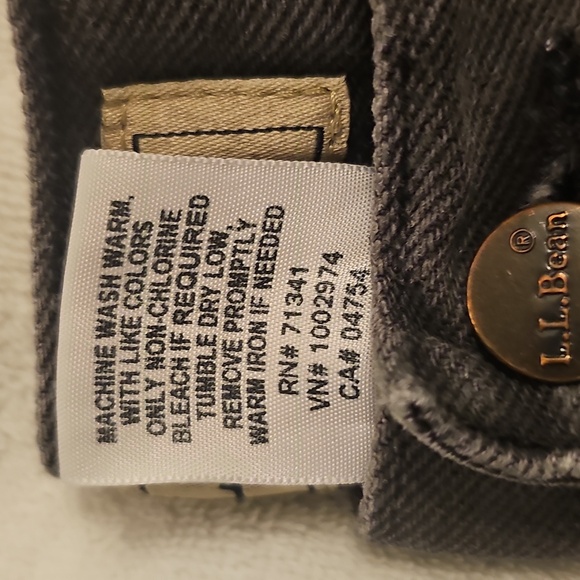 MACHINE WASH WARM,
WITH LIKE COLORS
ONLY NON-CHLORINE
BLEACH IF REQUIRED
TUMBLE DRY LOW,
REMOVE PROMPTLY
WARM IRON IF NEEDED
RN# 71341
VN# 1002974
CA# 04754
L.L.Bean®